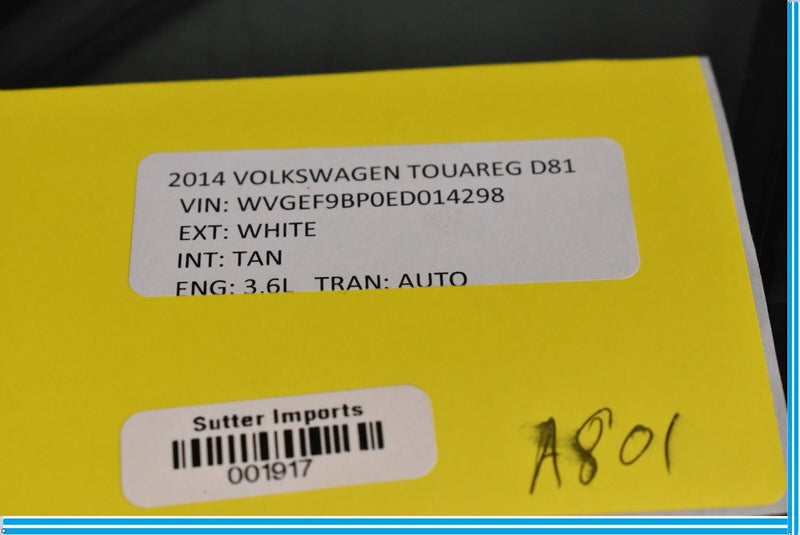 2014 VOLKSWAGEN TOUAREG D81
VIN: WVGEF9BP0ED014298
EXT: WHITE
INT: TAN
ENG: 3.6L TRAN: AUTO
Sutter Imports
001917
A801